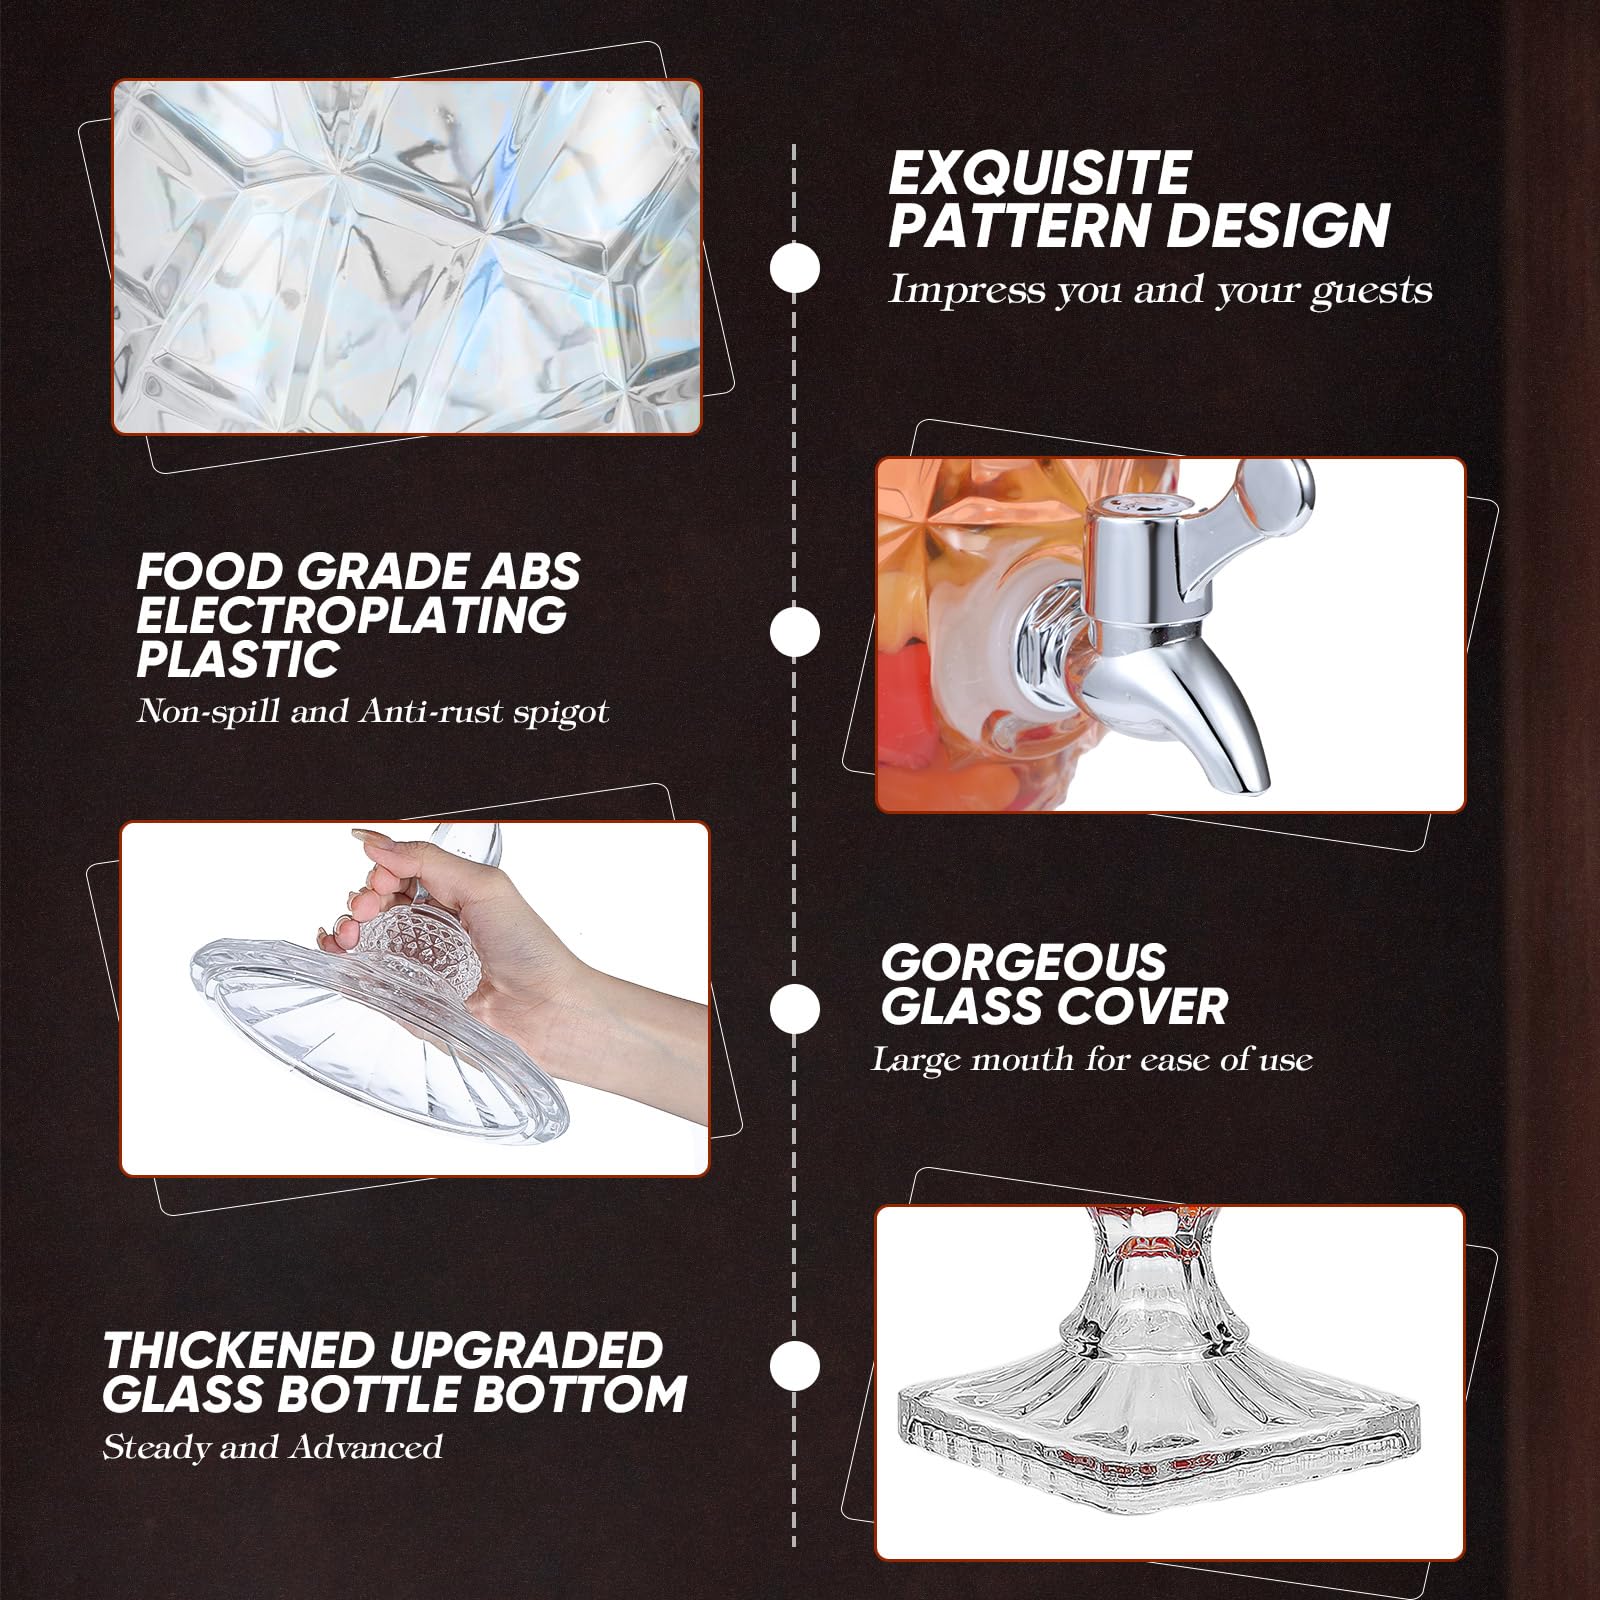 EXQUISITE
PATTERN DESIGN
Impress you and your guests
FOOD GRADE ABS
ELECTROPLATING
PLASTIC
Non-spill and Anti-rust spigot
GORGEOUS
GLASS COVER
Large mouth for ease of use
THICKENED UPGRADED
GLASS BOTTLE BOTTOM
Steady and Advanced